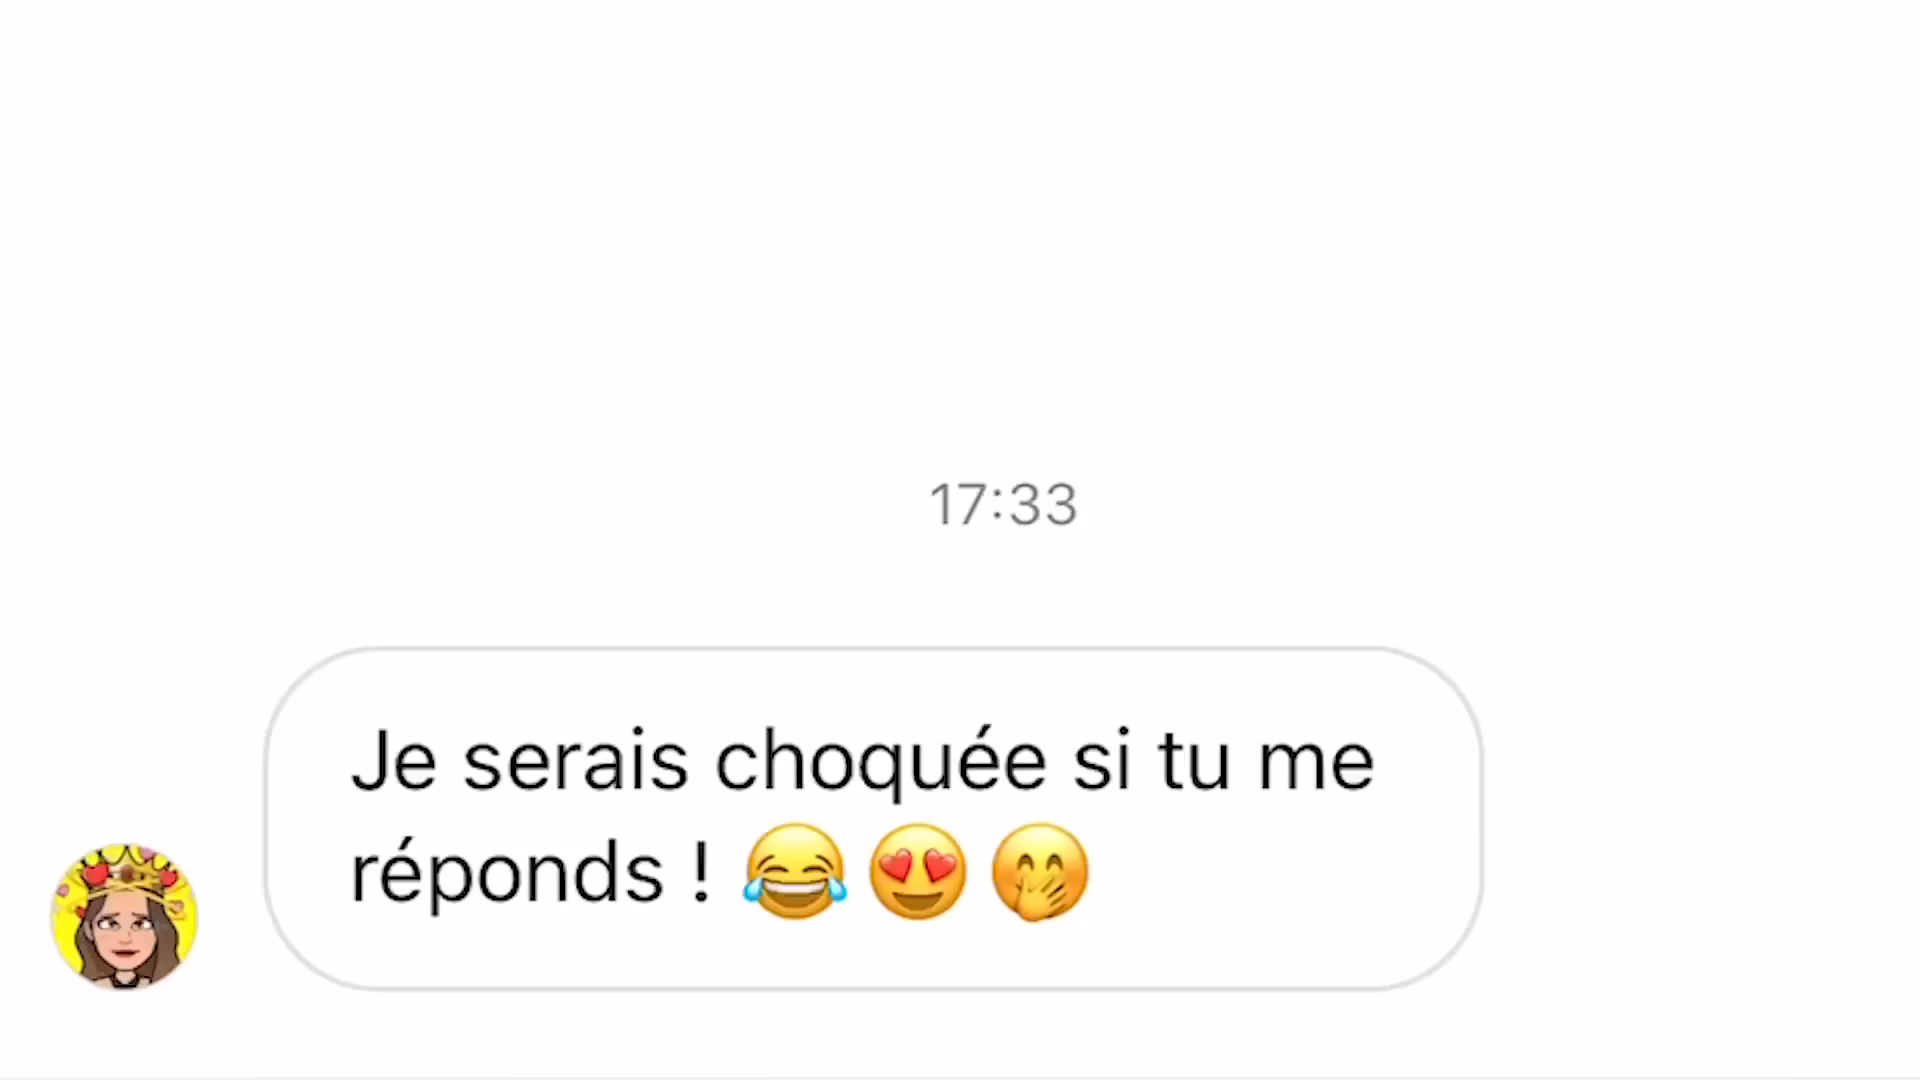 17:33
Je serais choquée si tu me
réponds ! 😂😍🤭